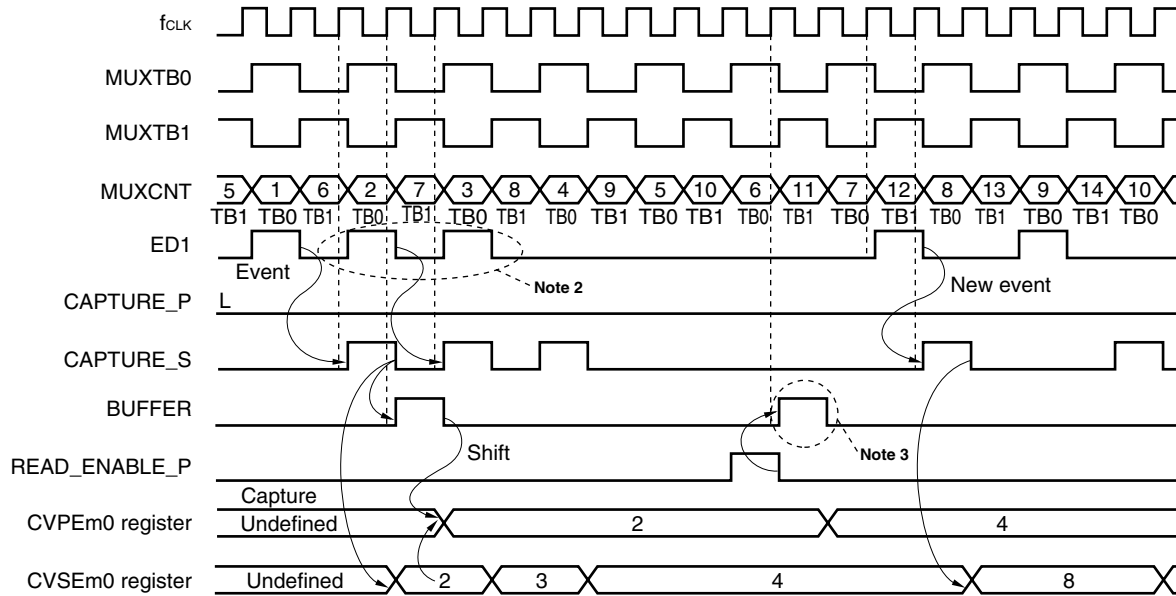 fCLK
MUXTB0
MUXTB1
MUXCNT 5 1 6 2 7 3 8 4 9 5 10 6 11 7 12 8 13 9 14 10
TB1 TB0 TB1 TB0 TB1 TB0 TB1 TB0 TB1 TB0 TB1 TB0 TB1 TB0 TB1 TB0 TB1 TB0 TB1 TB0
ED1
Event
Note 2
New event
CAPTURE_P L
CAPTURE_S
BUFFER
Shift
Note 3
READ_ENABLE_P
Capture
CVPEm0 register Undefined 2 4
CVSEm0 register Undefined 2 3 4 8